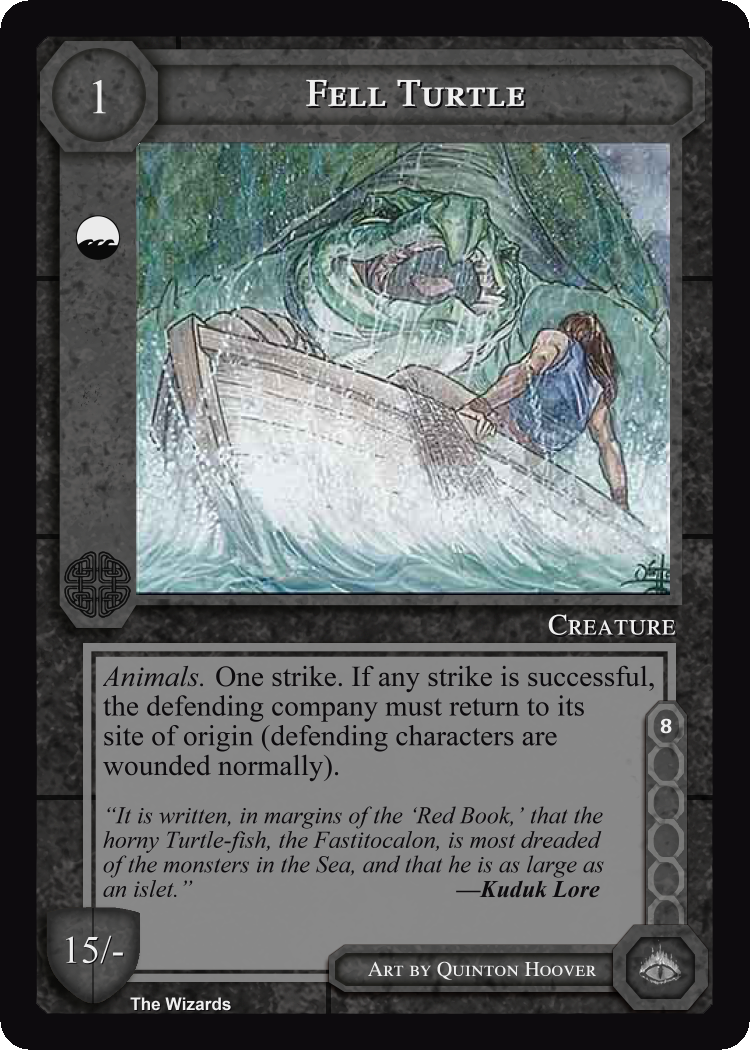 1
FELL TURTLE
CREATURE
Animals. One strike. If any strike is successful,
the defending company must return to its
site of origin (defending characters are
wounded normally).
8
“It is written, in margins of the ‘Red Book,’ that the
horny Turtle-fish, the Fastitocalon, is most dreaded
of the monsters in the Sea, and that he is as large as
an islet.” —Kuduk Lore
15/-
ART BY QUINTON HOOVER
The Wizards